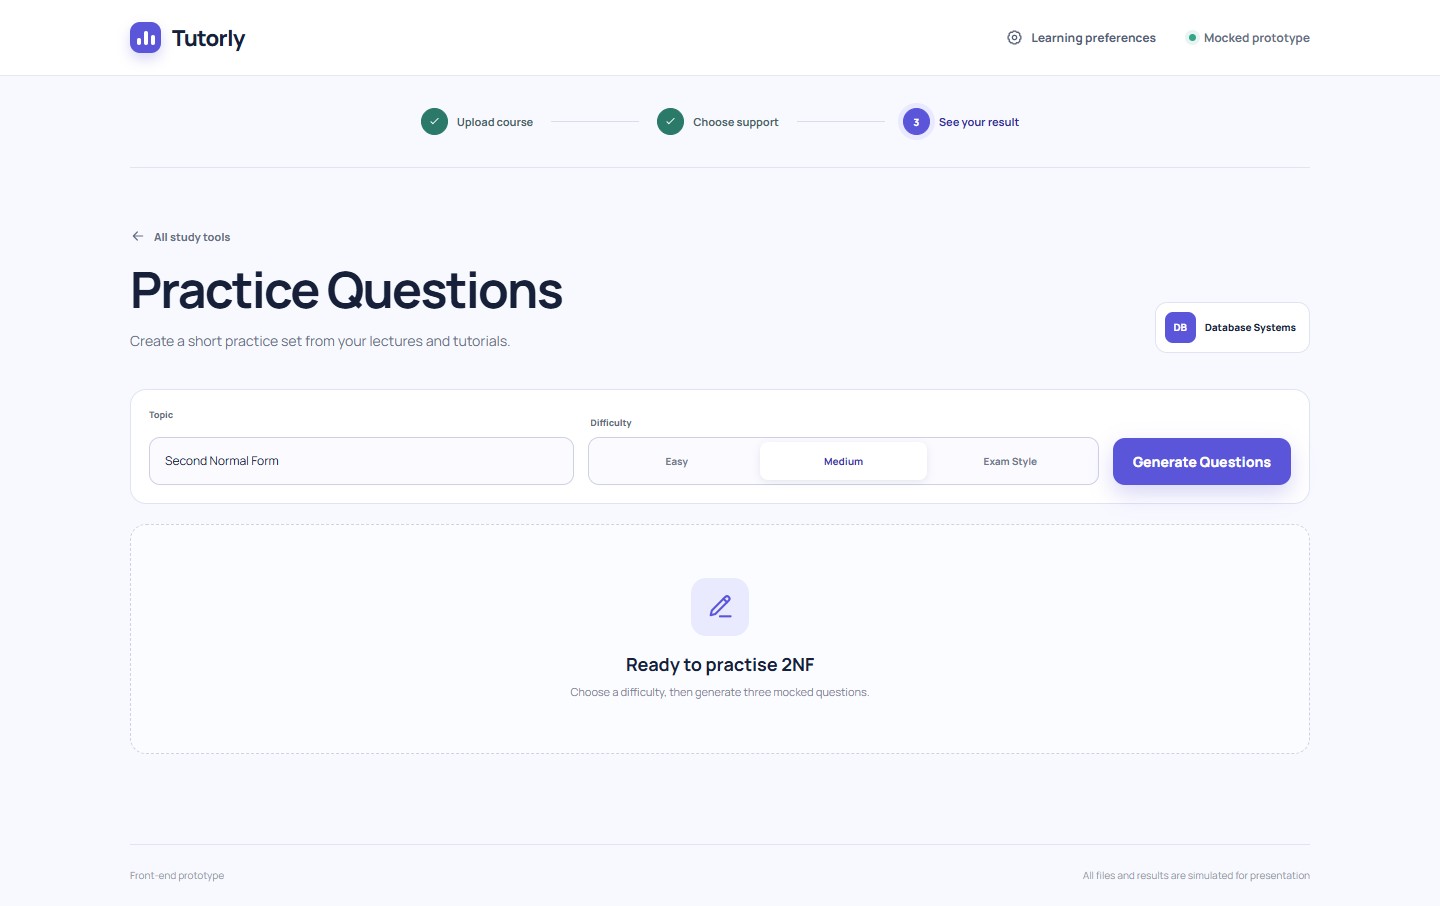 Tutorly
Learning preferences
Mocked prototype
Upload course
Choose support
3 See your result
All study tools
Practice Questions
Create a short practice set from your lectures and tutorials.
DB Database Systems
Topic
Second Normal Form
Difficulty
Easy
Medium
Exam Style
Generate Questions
Ready to practise 2NF
Choose a difficulty, then generate three mocked questions.
Front-end prototype
All files and results are simulated for presentation